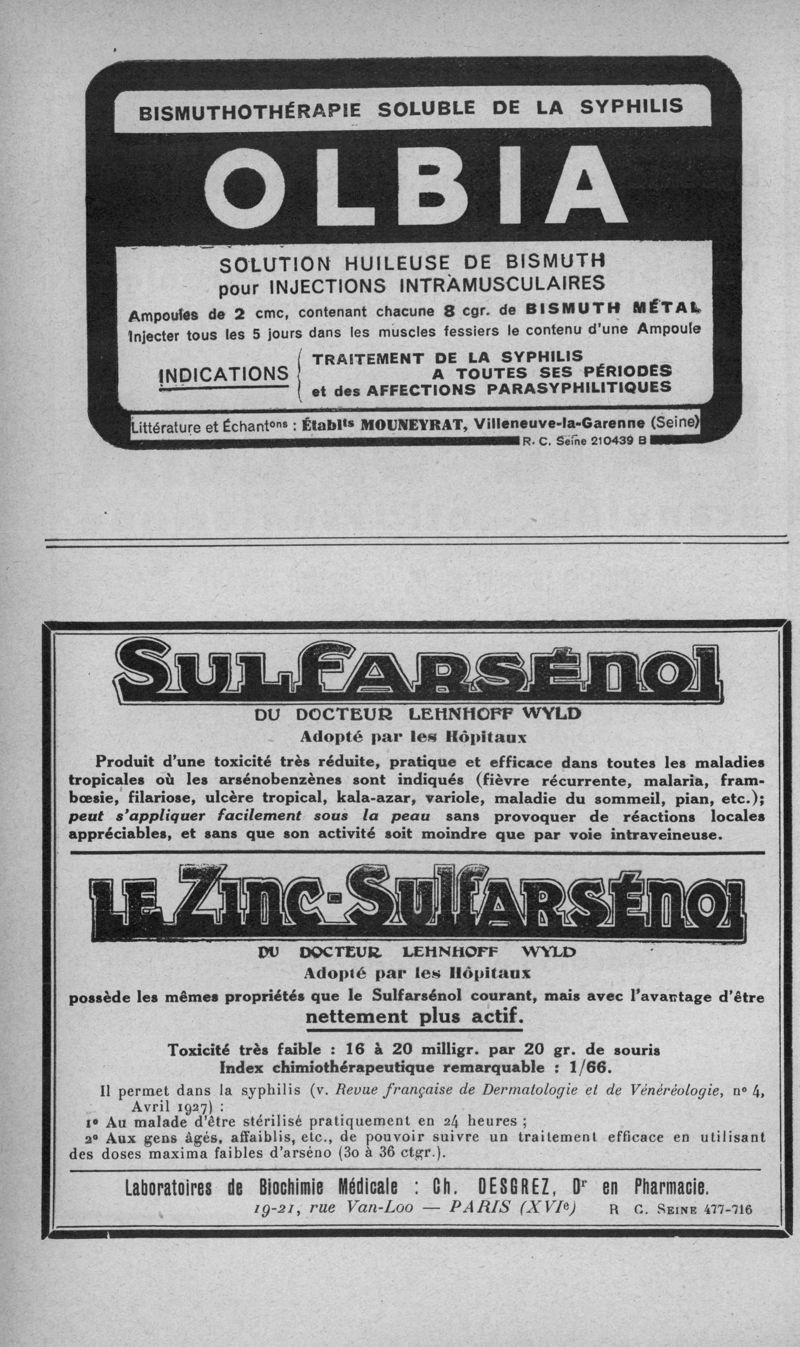 BISMUTHOTHÉRAPIE SOLUBLE DE LA SYPHILIS
OLBIA
SOLUTION HUILEUSE DE BISMUTH
pour INJECTIONS INTRAMUSCULAIRES
Ampoules de 2 cmc, contenant chacune 8 cgr. de BISMUTH MÉTAL
Injecter tous les 5 jours dans les muscles fessiers le contenu d'une Ampoule
INDICATIONS
TRAITEMENT DE LA SYPHILIS
A TOUTES SES PÉRIODES
et des AFFECTIONS PARASYPHILITIQUES
Littérature et Échantons : Établts MOUNEYRAT, Villeneuve-la-Garenne (Seine)
R. C. Seine 210439 B
SULFARSÉNOL
DU DOCTEUR LEHNHOFF WYLD
Adopté par les Hôpitaux
Produit d'une toxicité très réduite, pratique et efficace dans toutes les maladies
tropicales où les arsénobenzènes sont indiqués (fièvre récurrente, malaria, fram-
bœsie, filariose, ulcère tropical, kala-azar, variole, maladie du sommeil, pian, etc.);
peut s'appliquer facilement sous la peau sans provoquer de réactions locales
appréciables, et sans que son activité soit moindre que par voie intraveineuse.
LE ZINC-SULFARSÉNOL
DU DOCTEUR LEHNHOFF WYLD
Adopté par les Hôpitaux
possède les mêmes propriétés que le Sulfarsénol courant, mais avec l'avantage d'être
nettement plus actif.
Toxicité très faible : 16 à 20 milligr. par 20 gr. de souris
Index chimiothérapeutique remarquable : 1/66.
Il permet dans la syphilis (v. Revue française de Dermatologie et de Vénéréologie, no 4,
Avril 1927) :
1o Au malade d'être stérilisé pratiquement en 24 heures ;
2o Aux gens âgés, affaiblis, etc., de pouvoir suivre un traitement efficace en utilisant
des doses maxima faibles d'arséno (30 à 36 ctgr.).
Laboratoires de Biochimie Médicale : Ch. DESGREZ, Dr en Pharmacie.
19-21, rue Van-Loo — PARIS (XVIe) R C. SEINE 477-716